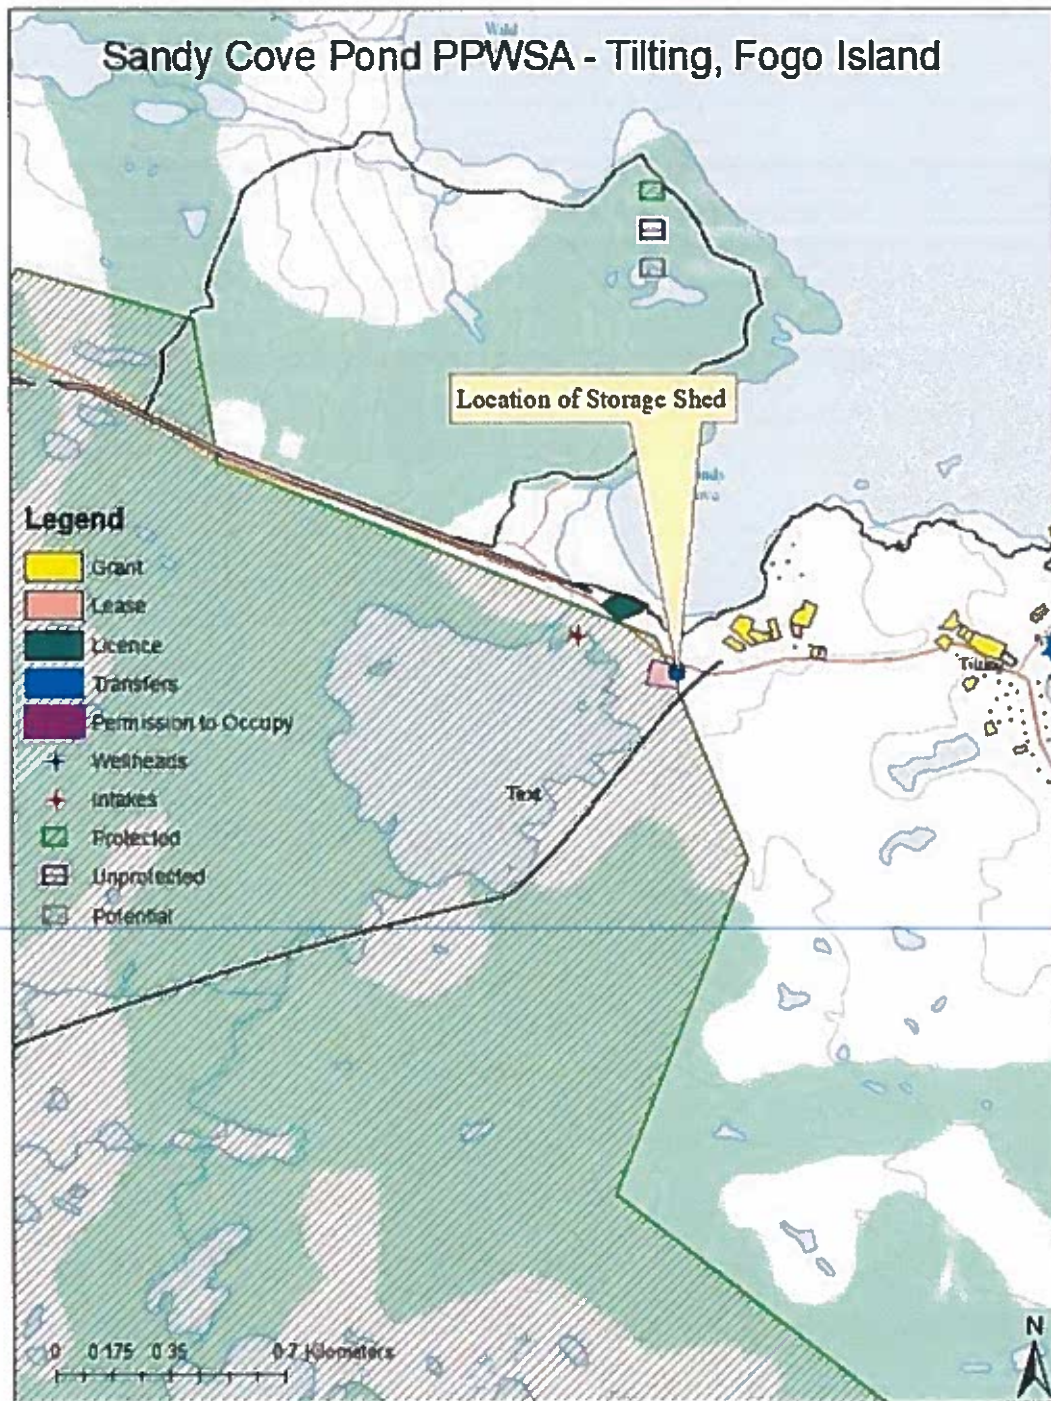 Wild
Sandy Cove Pond PPWSA - Tilting, Fogo Island
Location of Storage Shed
Legend
Grant
Lease
Licence
Transfers
Permission to Occupy
Wellheads
Intakes
Protected
Unprotected
Potential
Text
Tilting
0 0.175 0.35 0.7 Kilometers
N